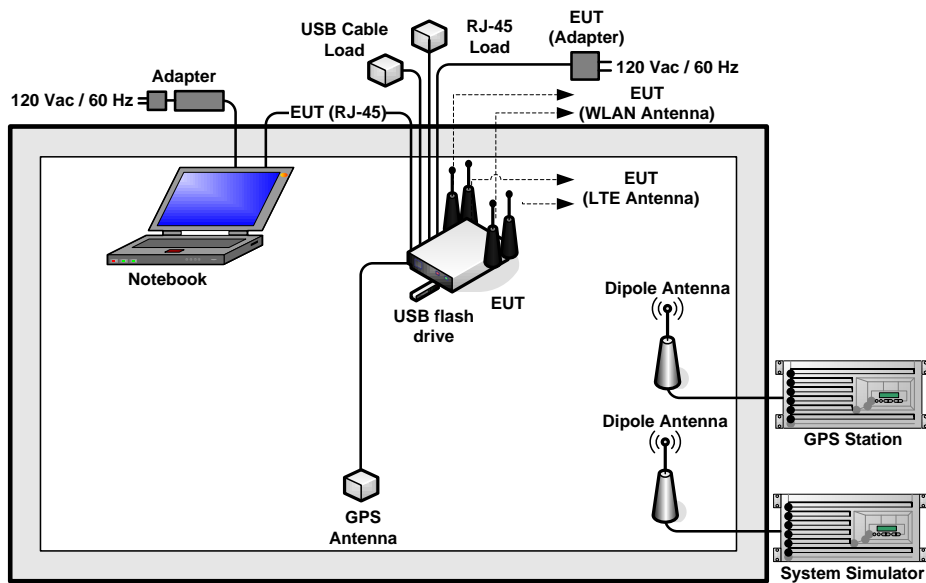 USB Cable
Load
RJ-45
Load
EUT
(Adapter)
120 Vac / 60 Hz
Adapter
120 Vac / 60 Hz
EUT (RJ-45)
EUT
(WLAN Antenna)
EUT
(LTE Antenna)
Notebook
USB flash
drive
EUT
Dipole Antenna
GPS Station
Dipole Antenna
GPS
Antenna
System Simulator